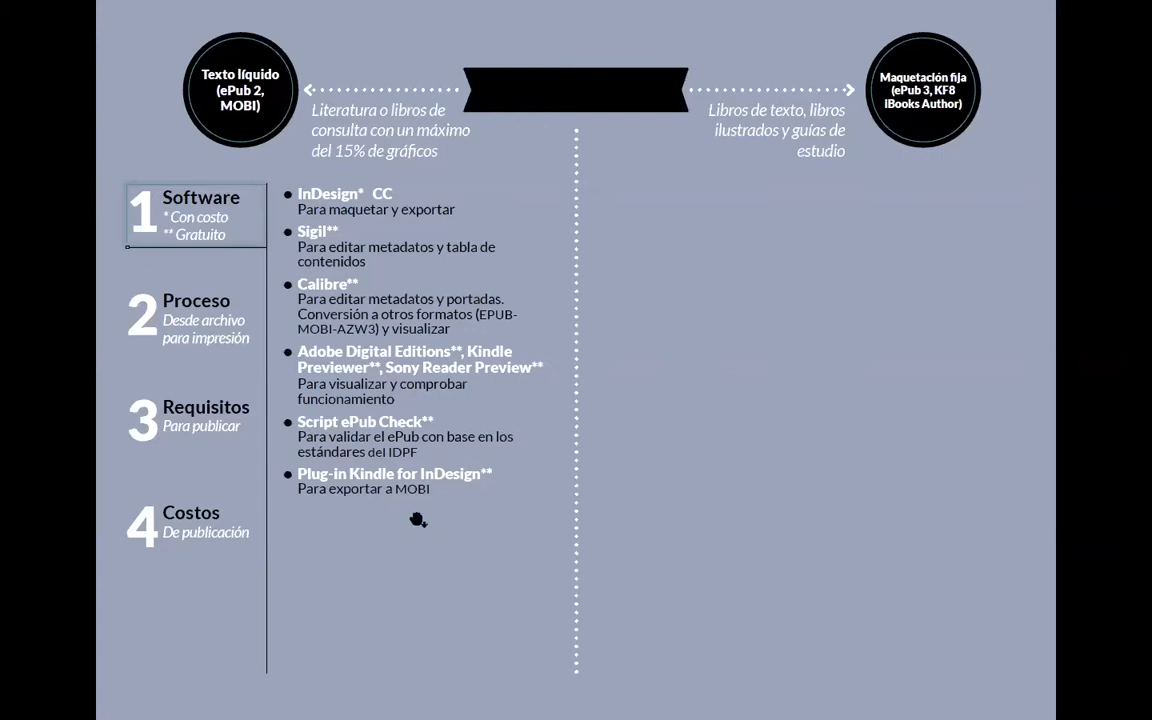 Texto líquido
(ePub 2,
MOBI)
Literatura o libros de
consulta con un máximo
del 15% de gráficos
Libros de texto, libros
ilustrados y guías de
estudio
Maquetación fija
(ePub 3, KF8
iBooks Author)
1 Software
* Con costo
** Gratuito
2 Proceso
Desde archivo
para impresión
3 Requisitos
Para publicar
4 Costos
De publicación
● InDesign* CC
Para maquetar y exportar
● Sigil**
Para editar metadatos y tabla de
contenidos
● Calibre**
Para editar metadatos y portadas.
Conversión a otros formatos (EPUB-
MOBI-AZW3) y visualizar
● Adobe Digital Editions**, Kindle
Previewer**, Sony Reader Preview**
Para visualizar y comprobar
funcionamiento
● Script ePub Check**
Para validar el ePub con base en los
estándares del IDPF
● Plug-in Kindle for InDesign**
Para exportar a MOBI